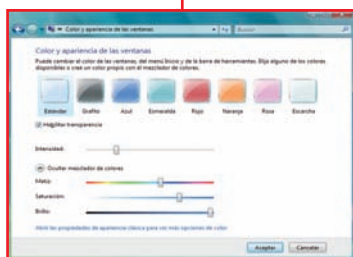 Color y apariencia de las ventanas
Buscar
Color y apariencia de las ventanas
Puede cambiar el color de las ventanas, del menú Inicio y de la barra de herramientas. Elija alguno de los colores
disponibles o cree un color propio con el mezclador de colores.
Estándar Grafito Azul Esmeralda Rojo Naranja Rosa Escarcha
Habilitar transparencia
Intensidad:
Ocultar mezclador de colores
Matiz:
Saturación:
Brillo:
Abrir las propiedades de apariencia clásica para ver más opciones de color
Aceptar Cancelar